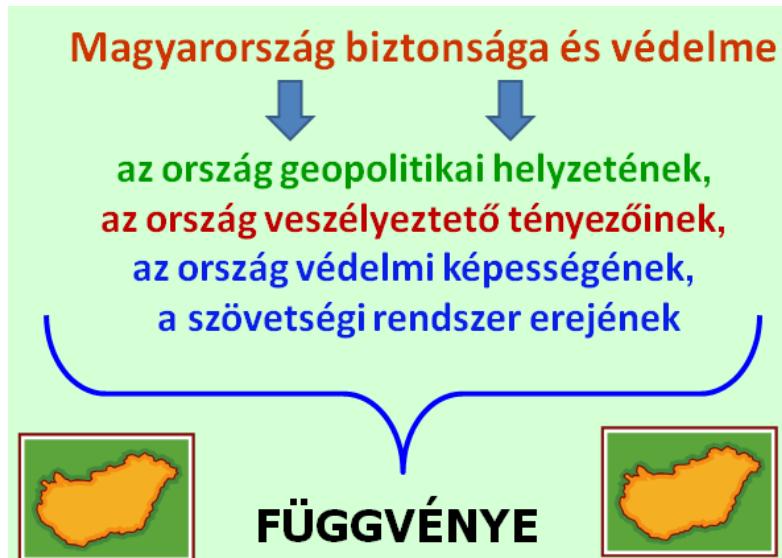 Magyarország biztonsága és védelme
az ország geopolitikai helyzetének,
az ország veszélyeztető tényezőinek,
az ország védelmi képességének,
a szövetségi rendszer erejének
FÜGGVÉNYE